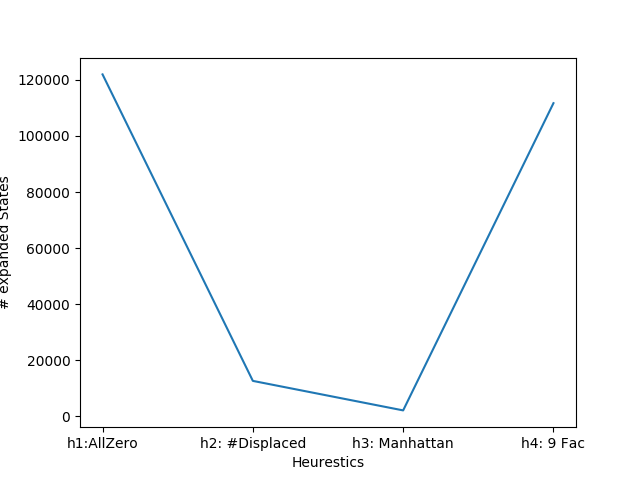 120000
100000
80000
60000
40000
20000
0
# expanded States
h1:AllZero h2: #Displaced h3: Manhattan h4: 9 Fac
Heurestics